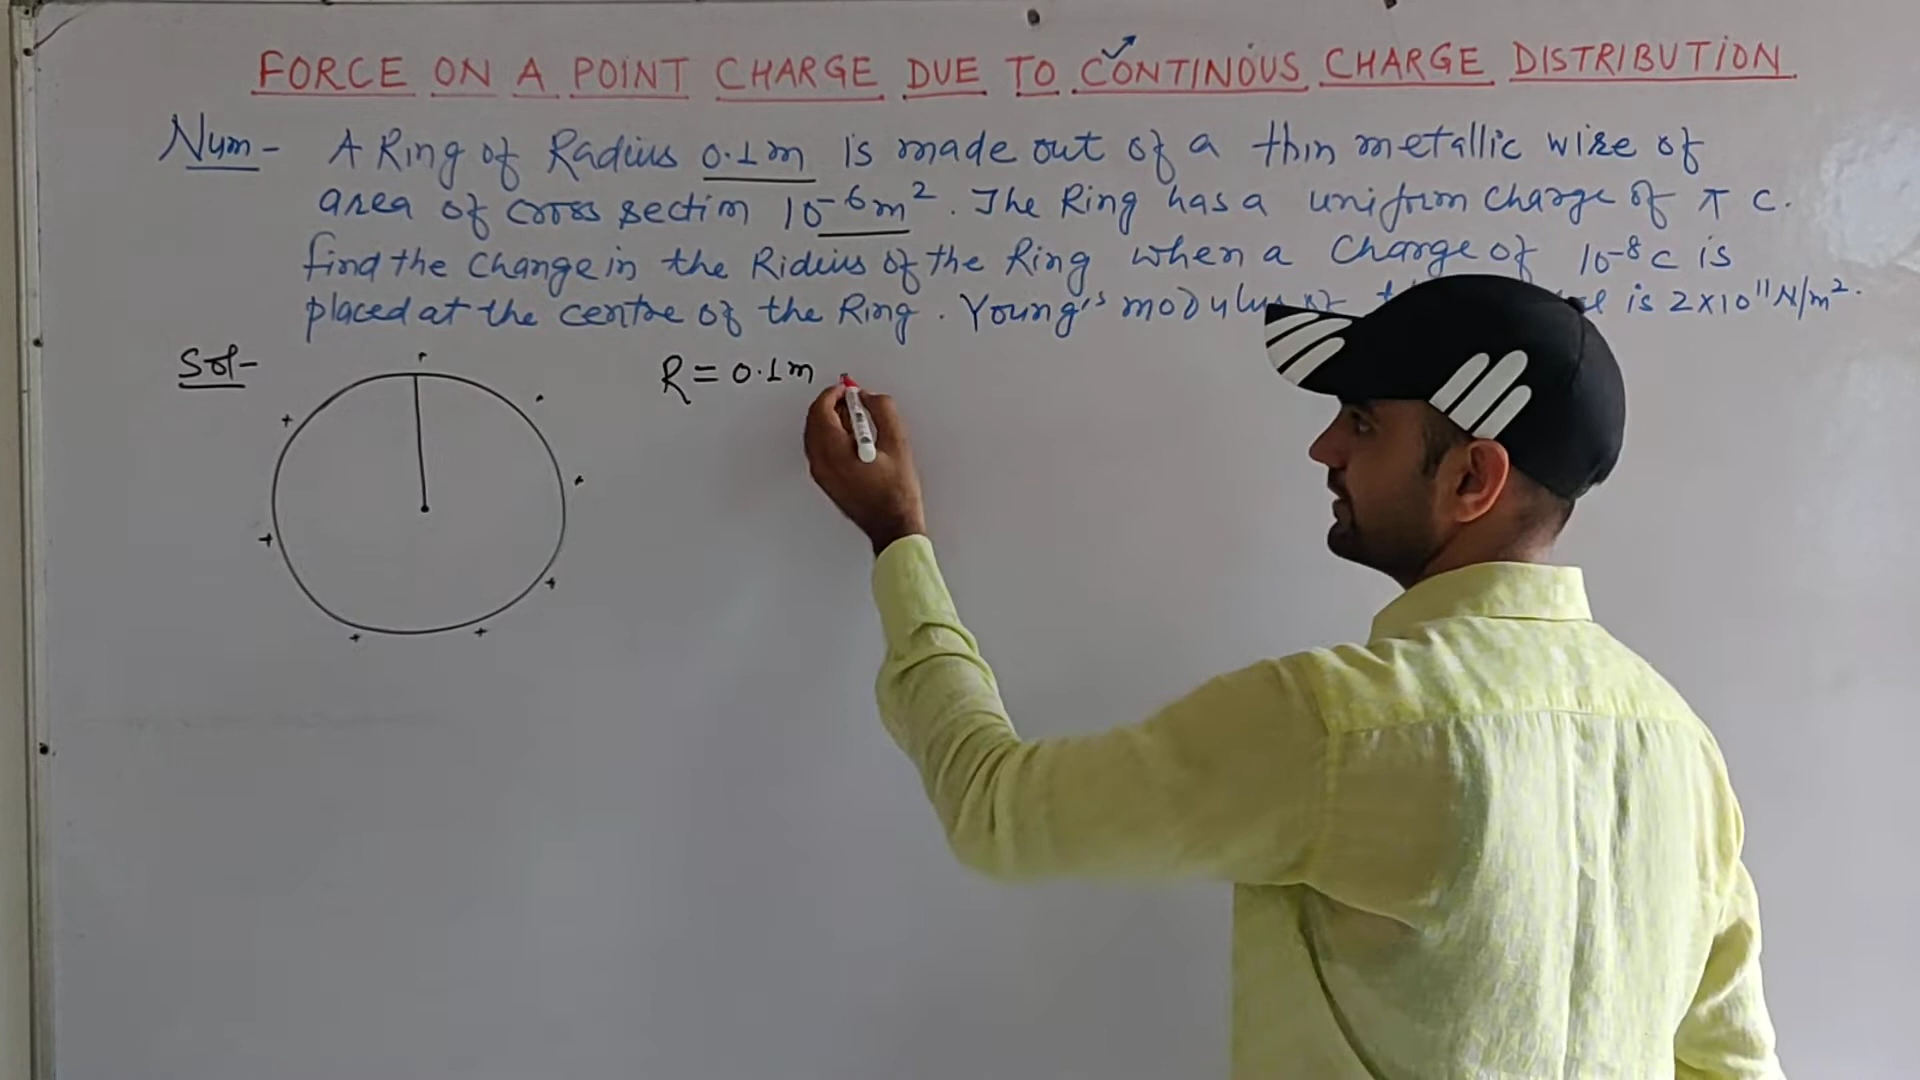 FORCE ON A POINT CHARGE DUE TO CONTINOUS CHARGE DISTRIBUTION
Num- A Ring of Radius 0.1m is made out of a thin metallic wire of
area of cross section 10-6m². The Ring has a uniform charge of π C.
find the change in the Ridius of the Ring when a charge of 10-8C is
placed at the centre of the Ring. Young's modulus of is 2×10¹¹N/m².
Sol- R = 0.1m